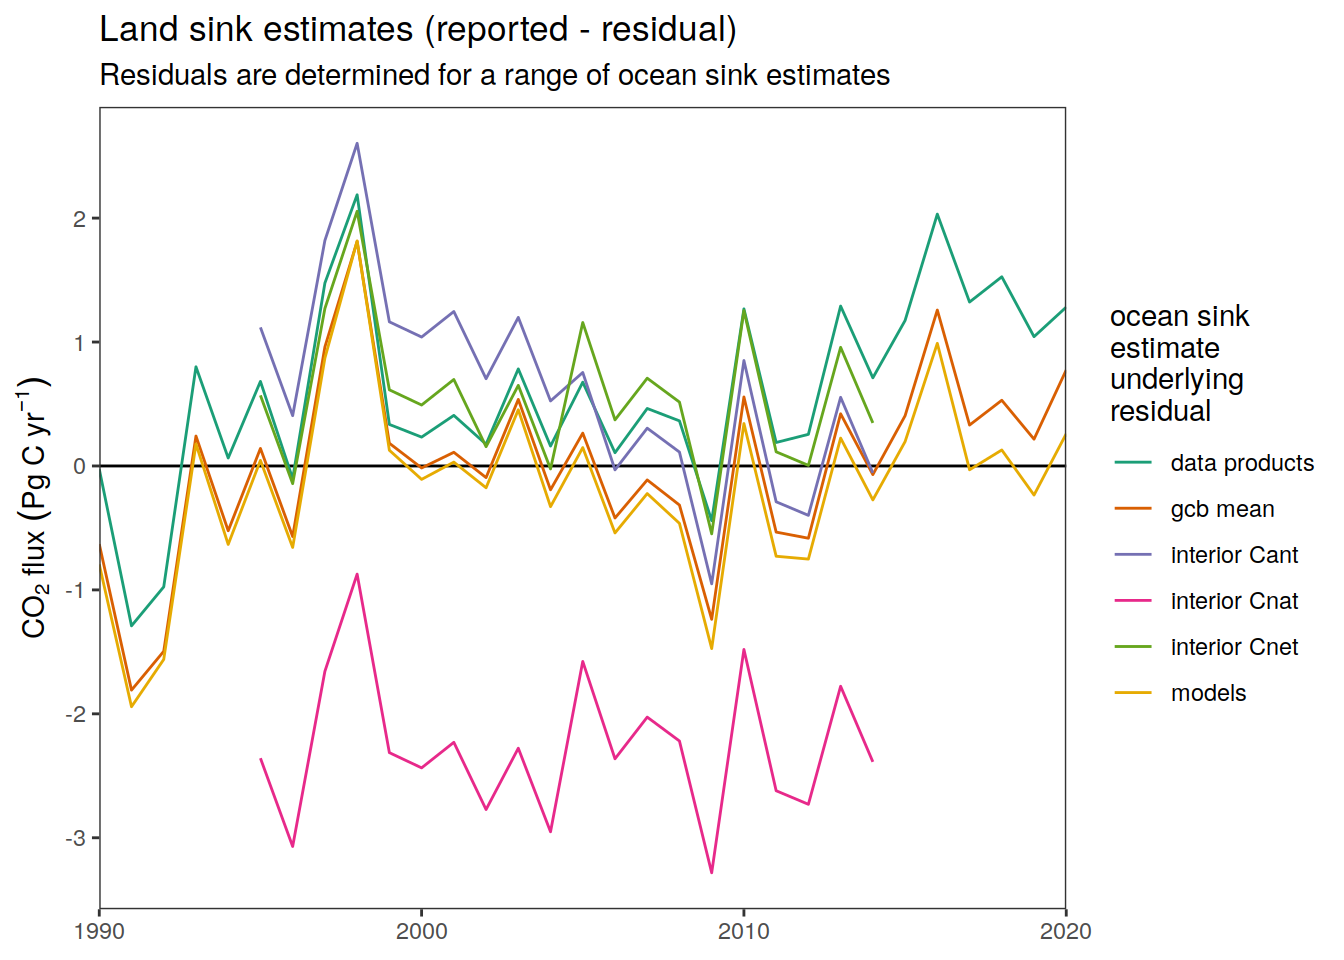 Land sink estimates (reported - residual)
Residuals are determined for a range of ocean sink estimates
CO₂ flux (Pg C yr⁻¹)
2
1
0
-1
-2
-3
1990
2000
2010
2020
ocean sink
estimate
underlying
residual
data products
gcb mean
interior Cant
interior Cnat
interior Cnet
models